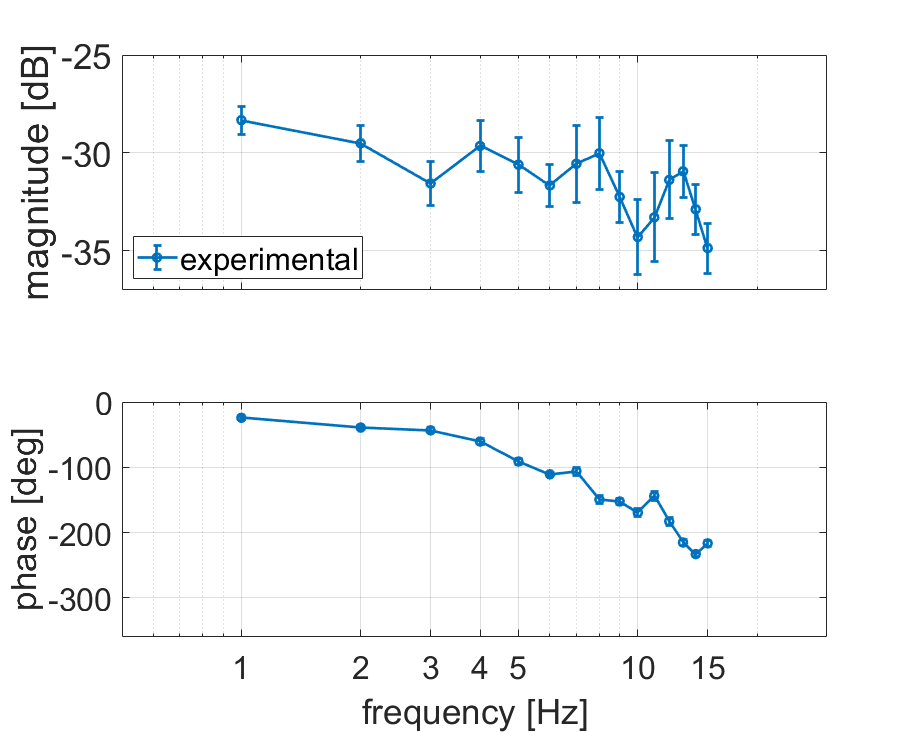 magnitude [dB]
-25
-30
-35
experimental
phase [deg]
0
-100
-200
-300
1 2 3 4 5 10 15
frequency [Hz]